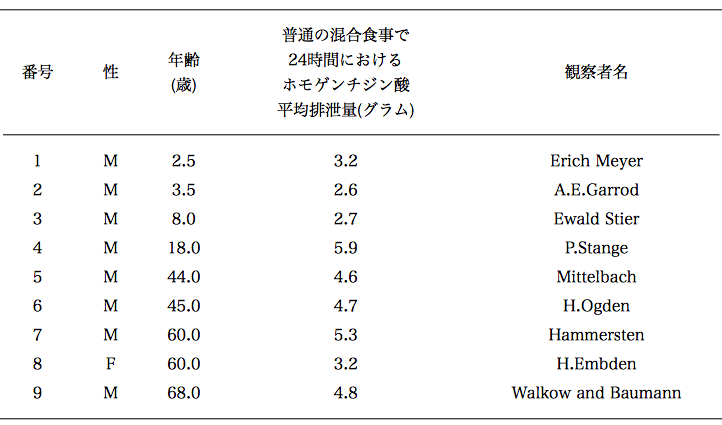 番号 性 年齢(歳) 普通の混合食事で24時間におけるホモゲンチジン酸平均排泄量(グラム) 観察者名
1 M 2.5 3.2 Erich Meyer
2 M 3.5 2.6 A.E.Garrod
3 M 8.0 2.7 Ewald Stier
4 M 18.0 5.9 P.Stange
5 M 44.0 4.6 Mittelbach
6 M 45.0 4.7 H.Ogden
7 M 60.0 5.3 Hammersten
8 F 60.0 3.2 H.Embden
9 M 68.0 4.8 Walkow and Baumann